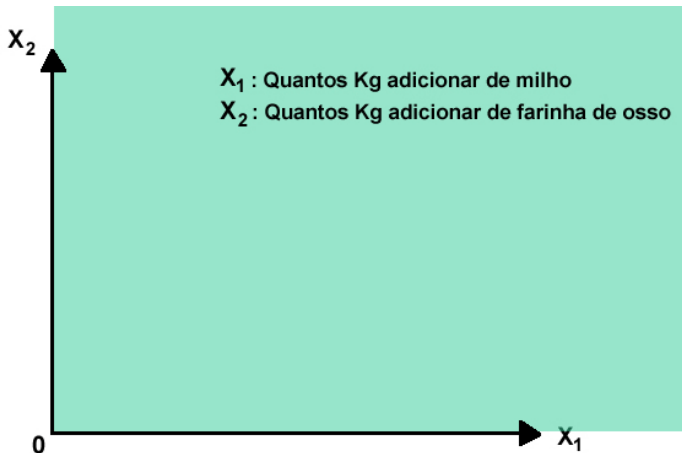 X2
X1 : Quantos Kg adicionar de milho
X2 : Quantos Kg adicionar de farinha de osso
0
X1